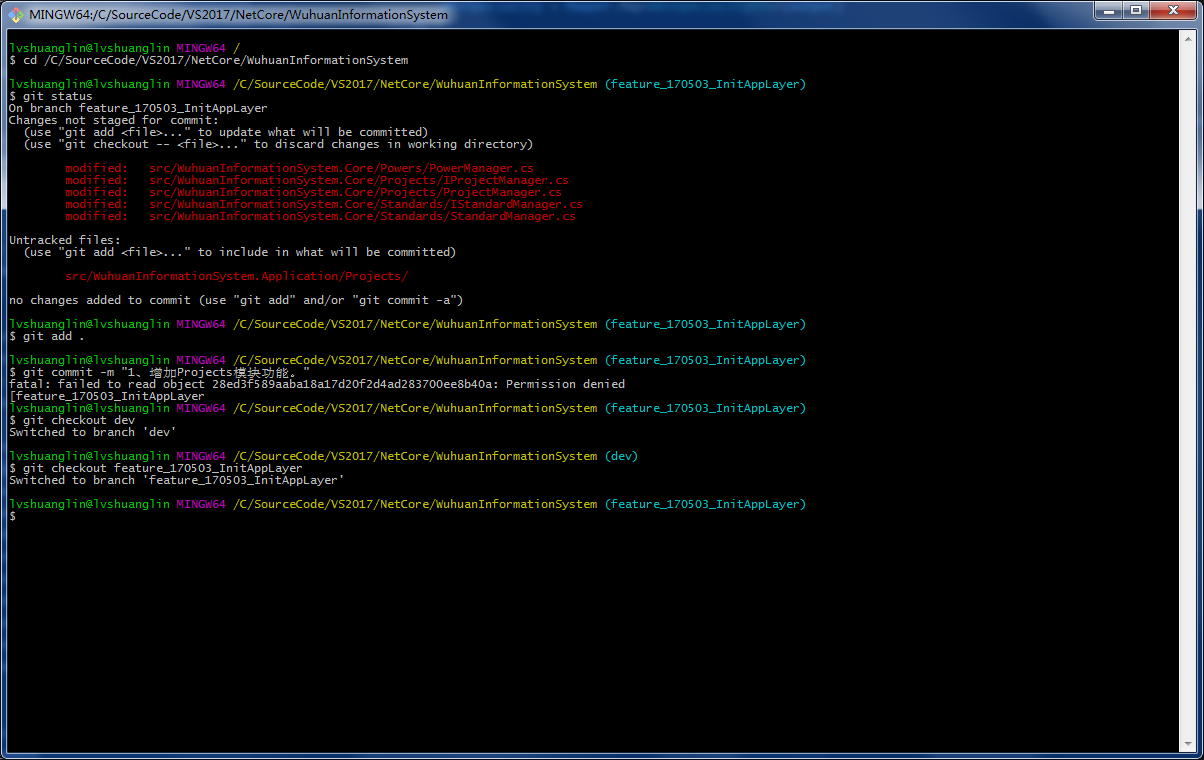 MINGW64:/C/SourceCode/VS2017/NetCore/WuhuanInformationSystem
lvshuanglin@lvshuanglin MINGW64 /
$ cd /C/SourceCode/VS2017/NetCore/WuhuanInformationSystem
lvshuanglin@lvshuanglin MINGW64 /C/SourceCode/VS2017/NetCore/WuhuanInformationSystem (feature_170503_InitAppLayer)
$ git status
On branch feature_170503_InitAppLayer
Changes not staged for commit:
(use "git add <file>..." to update what will be committed)
(use "git checkout -- <file>..." to discard changes in working directory)
modified: src/WuhuanInformationSystem.Core/Powers/PowerManager.cs
modified: src/WuhuanInformationSystem.Core/Projects/IProjectManager.cs
modified: src/WuhuanInformationSystem.Core/Projects/ProjectManager.cs
modified: src/WuhuanInformationSystem.Core/Standards/IStandardManager.cs
modified: src/WuhuanInformationSystem.Core/Standards/StandardManager.cs
Untracked files:
(use "git add <file>..." to include in what will be committed)
src/WuhuanInformationSystem.Application/Projects/
no changes added to commit (use "git add" and/or "git commit -a")
lvshuanglin@lvshuanglin MINGW64 /C/SourceCode/VS2017/NetCore/WuhuanInformationSystem (feature_170503_InitAppLayer)
$ git add .
lvshuanglin@lvshuanglin MINGW64 /C/SourceCode/VS2017/NetCore/WuhuanInformationSystem (feature_170503_InitAppLayer)
$ git commit -m "1、增加Projects模块功能。"
fatal: failed to read object 28ed3f589aaba18a17d20f2d4ad283700ee8b40a: Permission denied
[feature_170503_InitAppLayer
lvshuanglin@lvshuanglin MINGW64 /C/SourceCode/VS2017/NetCore/WuhuanInformationSystem (feature_170503_InitAppLayer)
$ git checkout dev
Switched to branch 'dev'
lvshuanglin@lvshuanglin MINGW64 /C/SourceCode/VS2017/NetCore/WuhuanInformationSystem (dev)
$ git checkout feature_170503_InitAppLayer
Switched to branch 'feature_170503_InitAppLayer'
lvshuanglin@lvshuanglin MINGW64 /C/SourceCode/VS2017/NetCore/WuhuanInformationSystem (feature_170503_InitAppLayer)
$